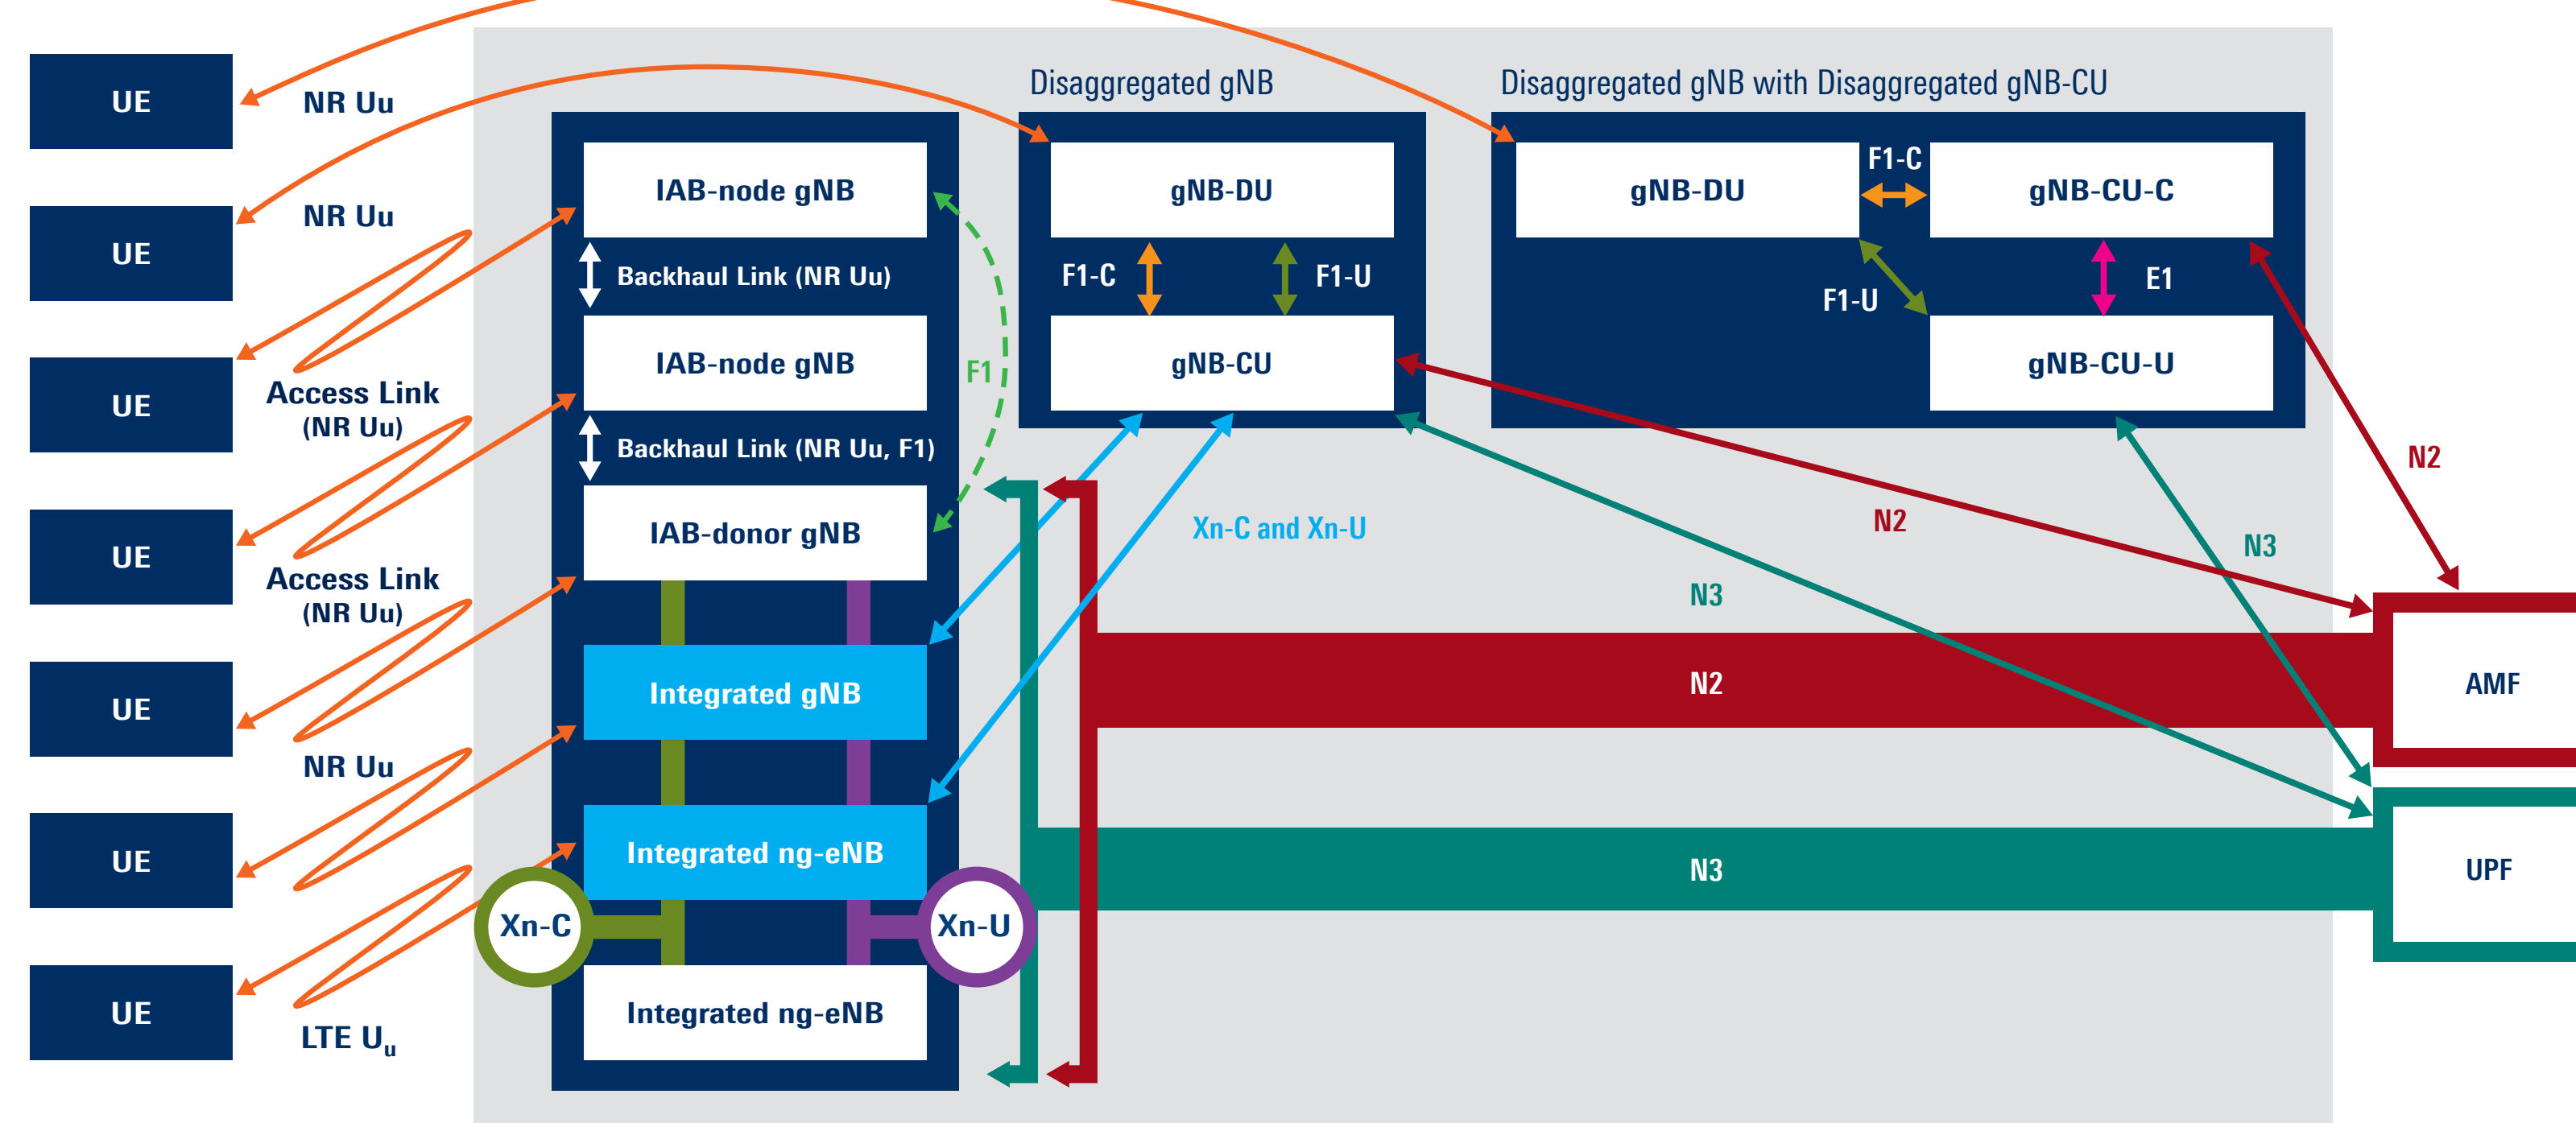 Disaggregated gNB
Disaggregated gNB with Disaggregated gNB-CU
UE
NR Uu
UE
NR Uu
UE
Access Link
(NR Uu)
UE
Access Link
(NR Uu)
UE
NR Uu
UE
UE
LTE Uu
IAB-node gNB
Backhaul Link (NR Uu)
IAB-node gNB
Backhaul Link (NR Uu, F1)
IAB-donor gNB
Integrated gNB
Integrated ng-eNB
Xn-C
Xn-U
Integrated ng-eNB
F1
gNB-DU
F1-C
F1-U
gNB-CU
Xn-C and Xn-U
gNB-DU
F1-C
gNB-CU-C
F1-U
E1
gNB-CU-U
N2
N2
N3
N3
N2
AMF
N3
UPF